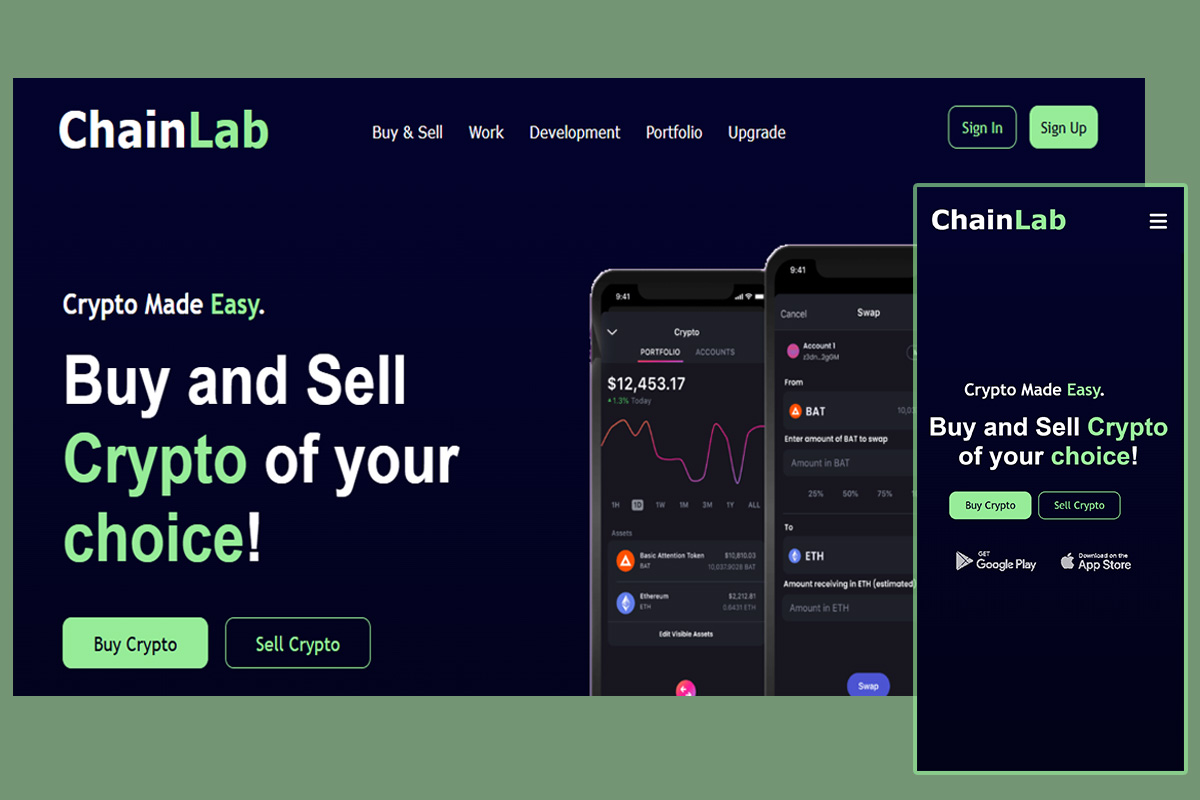 ChainLab
Buy & Sell Work Development Portfolio Upgrade
Sign In Sign Up
Crypto Made Easy.
Buy and Sell
Crypto of your
choice!
Buy Crypto Sell Crypto
9:41
Crypto
PORTFOLIO ACCOUNTS
$12,453.17
1.3% Today
1H 1D 1W 1M 3M 1Y ALL
Assets
Basic Attention Token $10,810.03
BAT 10,037.9028 BAT
Ethereum $2,212.81
ETH 0.6431 ETH
Edit Visible Assets
9:41
Cancel Swap
Account 1
z3dn...3gGM
From
BAT
Enter amount of BAT to swap
Amount in BAT
25% 50% 75%
To
ETH
Amount receiving in ETH (estimated)
Amount in ETH
Swap
ChainLab
Crypto Made Easy.
Buy and Sell Crypto
of your choice!
Buy Crypto Sell Crypto
GET
Google Play
Download on the
App Store